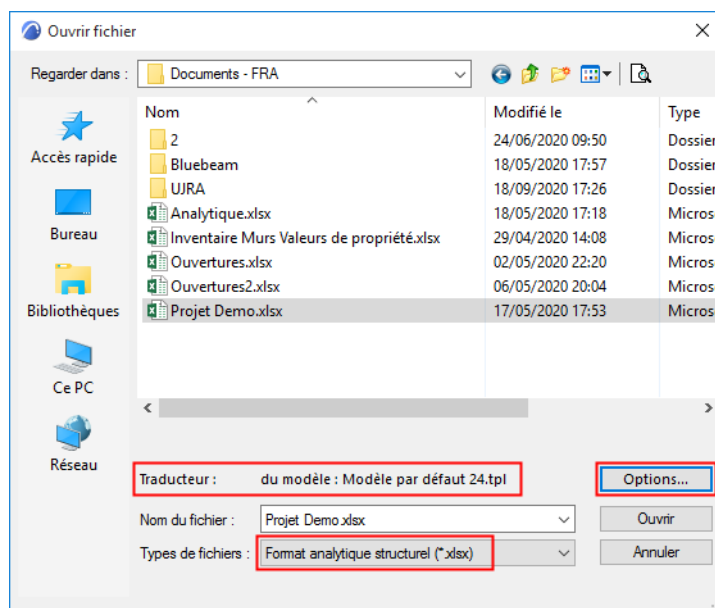 Ouvrir fichier
Regarder dans : Documents - FRA
Nom Modifié le Type
2 24/06/2020 09:50 Dossier
Bluebeam 18/05/2020 17:57 Dossier
UJRA 18/09/2020 17:26 Dossier
Analytique.xlsx 18/05/2020 17:18 Micros
Inventaire Murs Valeurs de propriété.xlsx 29/04/2020 14:08 Micros
Ouvertures.xlsx 02/05/2020 22:20 Micros
Ouvertures2.xlsx 06/05/2020 20:04 Micros
Projet Demo.xlsx 17/05/2020 17:53 Micros
Accès rapide
Bureau
Bibliothèques
Ce PC
Réseau
Traducteur : du modèle : Modèle par défaut 24.tpl Options...
Nom du fichier : Projet Demo.xlsx Ouvrir
Types de fichiers : Format analytique structurel (*.xlsx) Annuler